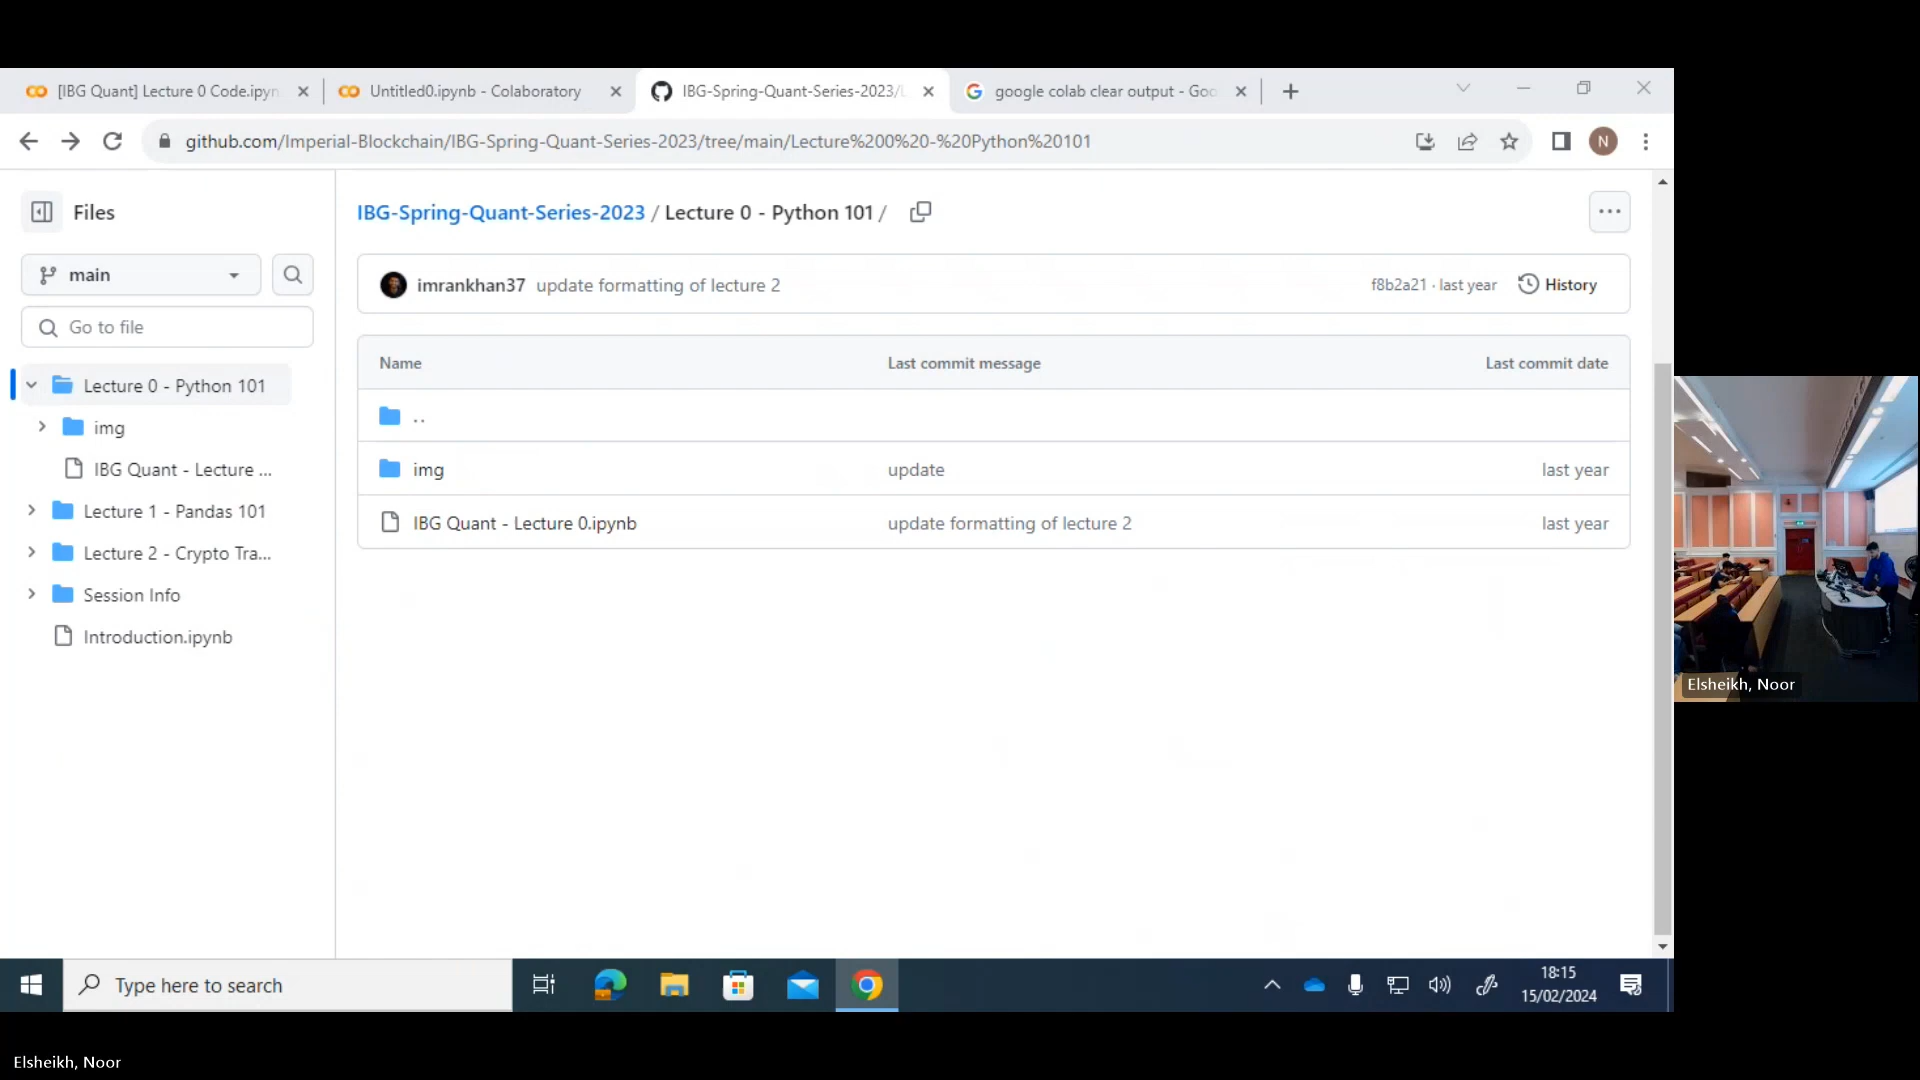 [IBG Quant] Lecture 0 Code.ipyn
Untitled0.ipynb - Colaboratory
IBG-Spring-Quant-Series-2023/L
google colab clear output - Goo
github.com/Imperial-Blockchain/IBG-Spring-Quant-Series-2023/tree/main/Lecture%200%20-%20Python%20101
N
Files
IBG-Spring-Quant-Series-2023 / Lecture 0 - Python 101 /
main
Go to file
imrankhan37 update formatting of lecture 2
f8b2a21 · last year
History
Name
Last commit message
Last commit date
..
img
update
last year
IBG Quant - Lecture 0.ipynb
update formatting of lecture 2
last year
Lecture 0 - Python 101
img
IBG Quant - Lecture ...
Lecture 1 - Pandas 101
Lecture 2 - Crypto Tra...
Session Info
Introduction.ipynb
Elsheikh, Noor
Type here to search
18:15
15/02/2024
Elsheikh, Noor